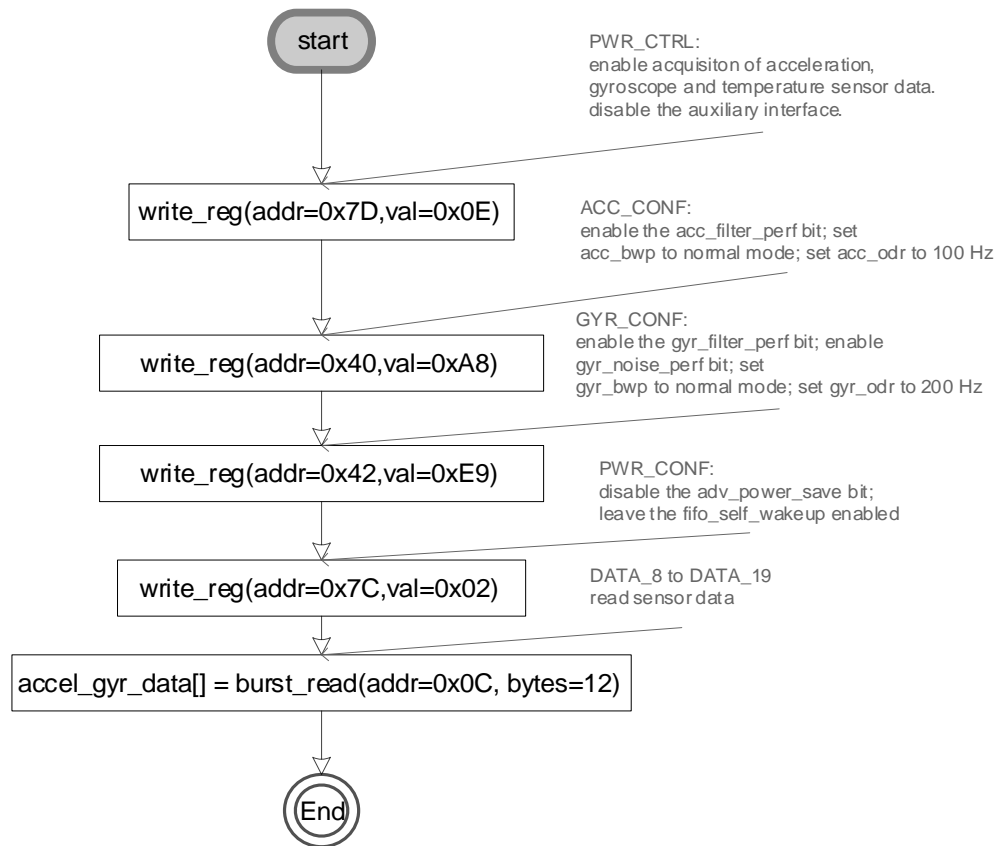 start
PWR_CTRL:
enable acquisiton of acceleration,
gyroscope and temperature sensor data.
disable the auxiliary interface.
write_reg(addr=0x7D,val=0x0E)
ACC_CONF:
enable the acc_filter_perf bit; set
acc_bwp to normal mode; set acc_odr to 100 Hz
write_reg(addr=0x40,val=0xA8)
GYR_CONF:
enable the gyr_filter_perf bit; enable
gyr_noise_perf bit; set
gyr_bwp to normal mode; set gyr_odr to 200 Hz
write_reg(addr=0x42,val=0xE9)
PWR_CONF:
disable the adv_power_save bit;
leave the fifo_self_wakeup enabled
write_reg(addr=0x7C,val=0x02)
DATA_8 to DATA_19
read sensor data
accel_gyr_data[] = burst_read(addr=0x0C, bytes=12)
End